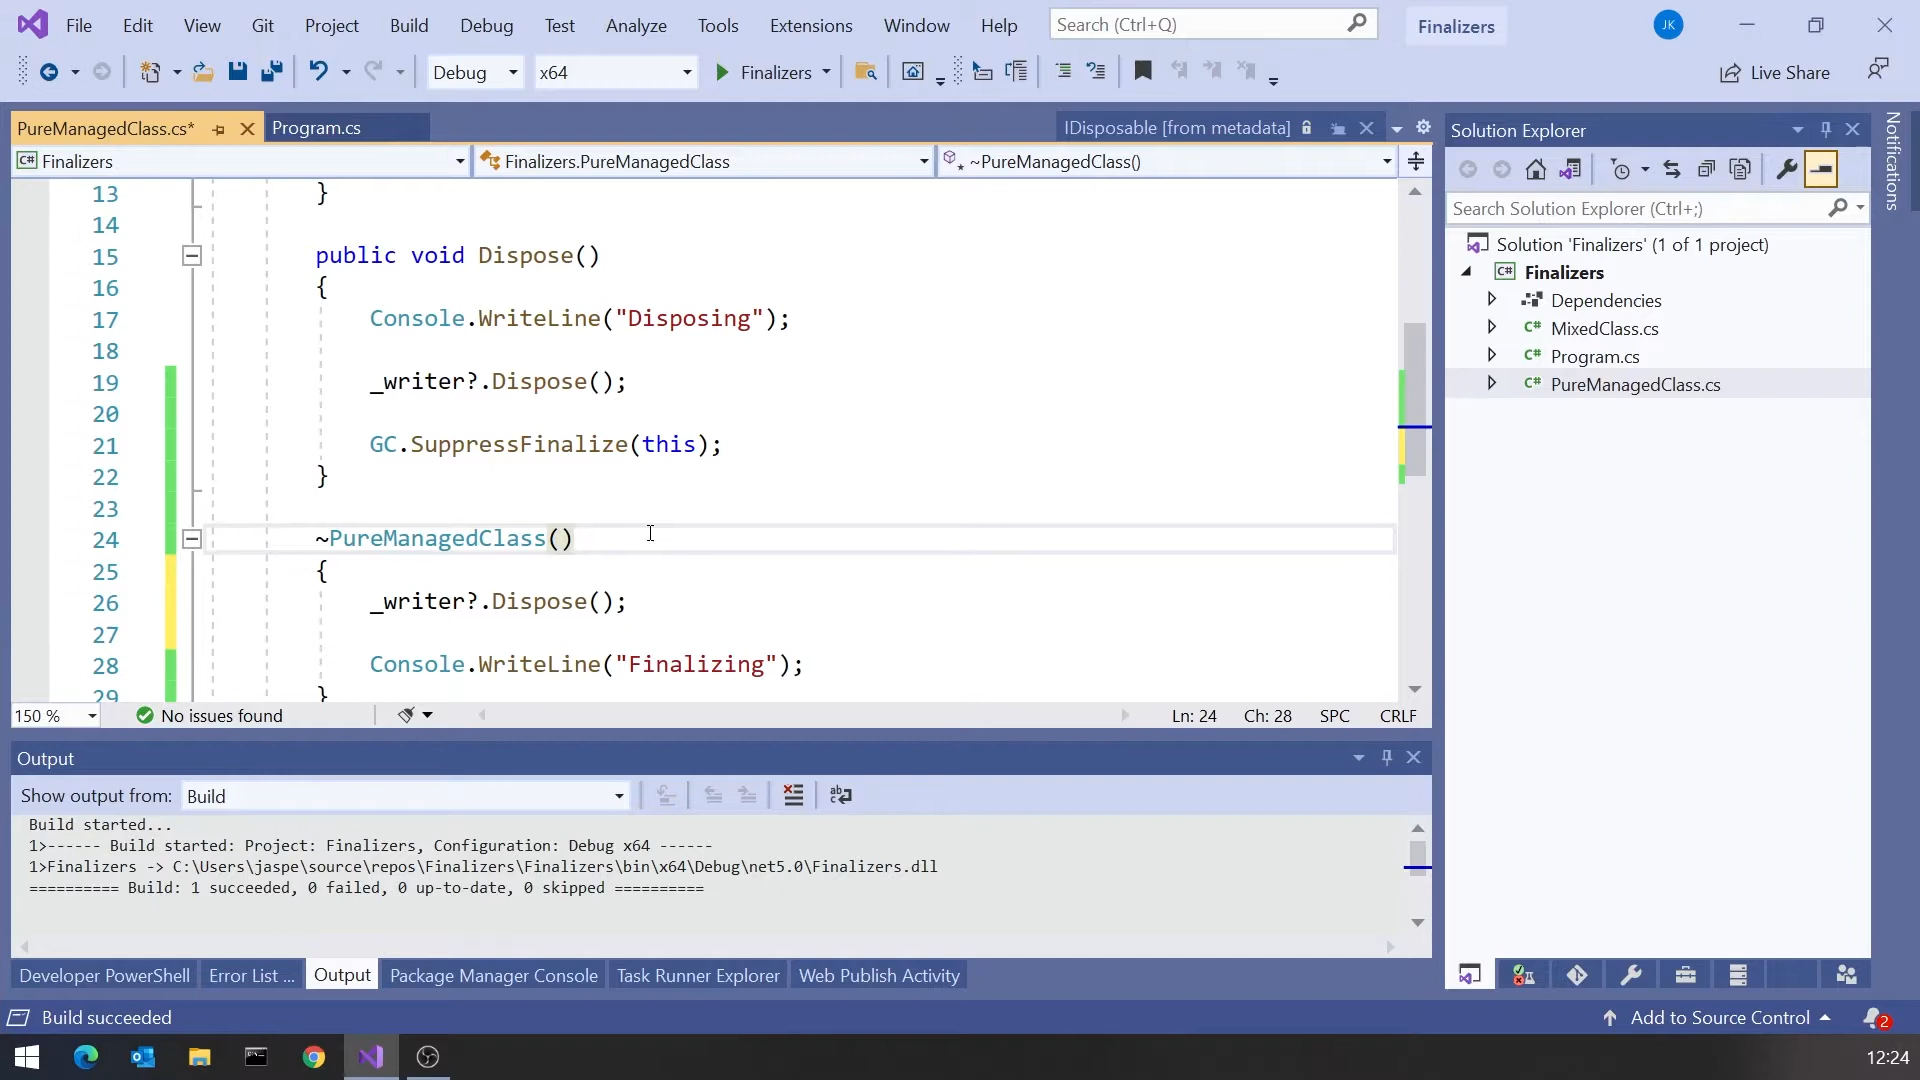 File Edit View Git Project Build Debug Test Analyze Tools Extensions Window Help Search (Ctrl+Q) Finalizers JK
Debug x64 Finalizers Live Share
PureManagedClass.cs* Program.cs IDisposable [from metadata]
C# Finalizers Finalizers.PureManagedClass ~PureManagedClass()
13 }
14
15 public void Dispose()
16 {
17 Console.WriteLine("Disposing");
18
19 _writer?.Dispose();
20
21 GC.SuppressFinalize(this);
22 }
23
24 ~PureManagedClass()
25 {
26 _writer?.Dispose();
27
28 Console.WriteLine("Finalizing");
29 }
150 % No issues found Ln: 24 Ch: 28 SPC CRLF
Output
Show output from: Build
Build started...
1>------ Build started: Project: Finalizers, Configuration: Debug x64 ------
1>Finalizers -> C:\Users\jaspe\source\repos\Finalizers\Finalizers\bin\x64\Debug\net5.0\Finalizers.dll
========== Build: 1 succeeded, 0 failed, 0 up-to-date, 0 skipped ==========
Developer PowerShell Error List ... Output Package Manager Console Task Runner Explorer Web Publish Activity
Solution Explorer
Search Solution Explorer (Ctrl+;)
Solution 'Finalizers' (1 of 1 project)
C# Finalizers
Dependencies
C# MixedClass.cs
C# Program.cs
C# PureManagedClass.cs
Notifications
Build succeeded Add to Source Control 2
12:24